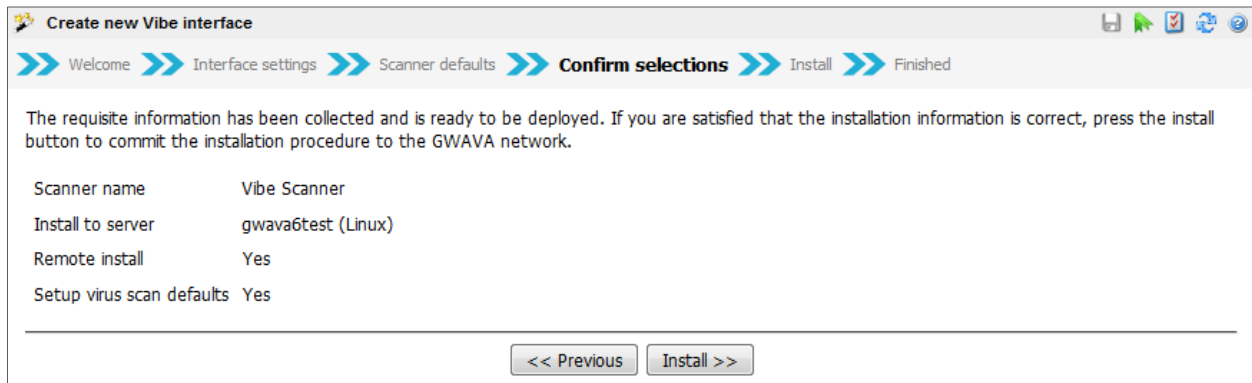 Create new Vibe interface
Welcome Interface settings Scanner defaults Confirm selections Install Finished
The requisite information has been collected and is ready to be deployed. If you are satisfied that the installation information is correct, press the install
button to commit the installation procedure to the GWAVA network.
Scanner name Vibe Scanner
Install to server gwava6test (Linux)
Remote install Yes
Setup virus scan defaults Yes
<< Previous Install >>